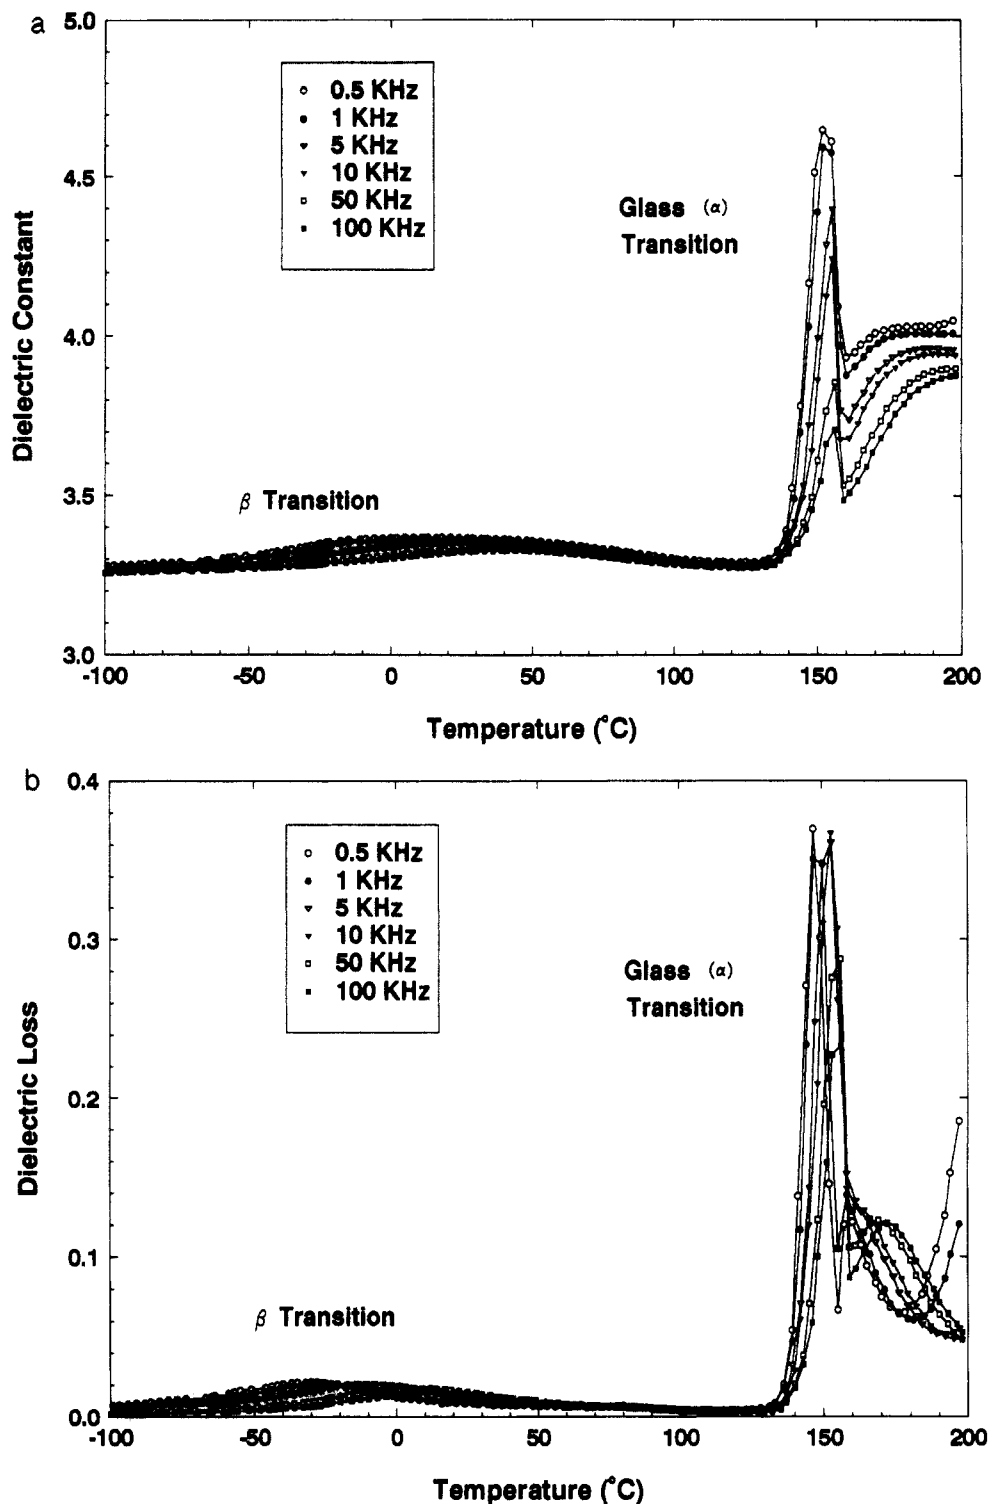 a
5.0
0.5 KHz
1 KHz
5 KHz
10 KHz
50 KHz
100 KHz
4.5
Glass (α)
Transition
Dielectric Constant
4.0
3.5
β Transition
3.0
-100
-50
0
50
100
150
200
Temperature (°C)
b
0.4
0.5 KHz
1 KHz
5 KHz
10 KHz
50 KHz
100 KHz
0.3
Glass (α)
Transition
Dielectric Loss
0.2
0.1
β Transition
0.0
-100
-50
0
50
100
150
200
Temperature (°C)